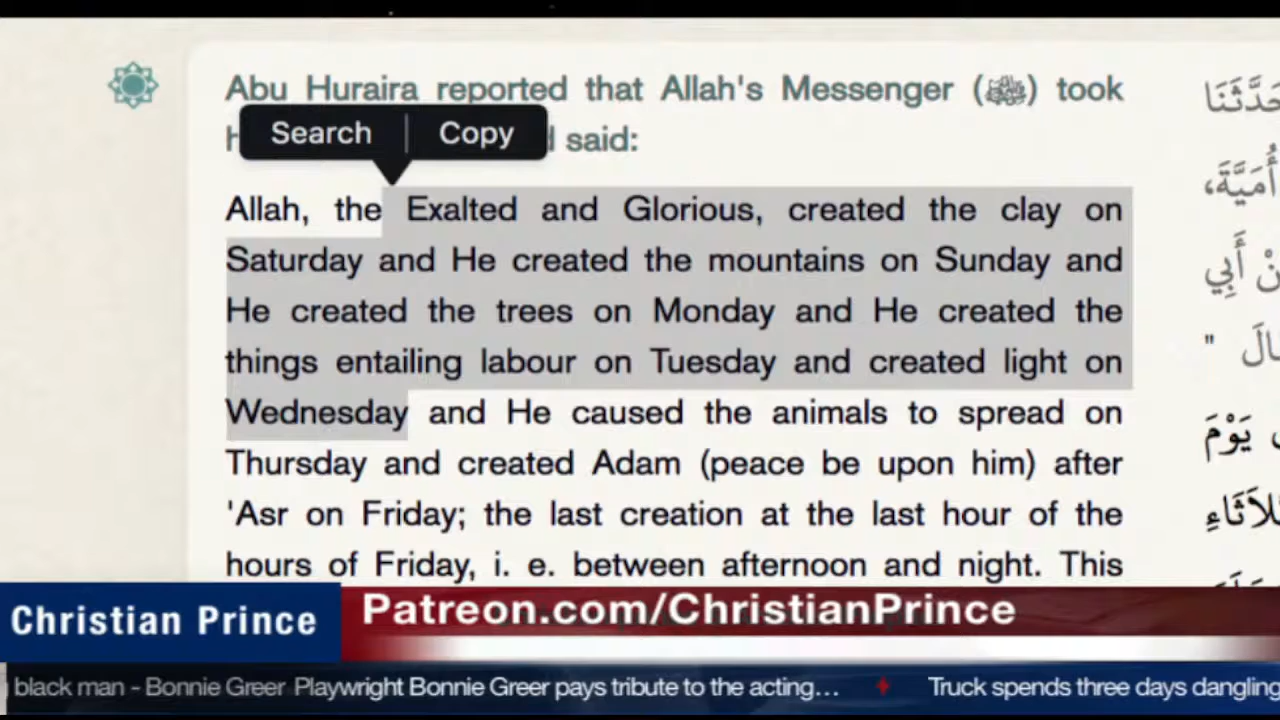 Abu Huraira reported that Allah's Messenger (ﷺ) took
said:
Search
Copy
Allah, the Exalted and Glorious, created the clay on
Saturday and He created the mountains on Sunday and
He created the trees on Monday and He created the
things entailing labour on Tuesday and created light on
Wednesday and He caused the animals to spread on
Thursday and created Adam (peace be upon him) after
'Asr on Friday; the last creation at the last hour of the
hours of Friday, i. e. between afternoon and night. This
حَدَّثَنَا
أُمَيَّةَ،
أَبِي
"
يَوْمَ
Christian Prince
Patreon.com/ChristianPrince
black man - Bonnie Greer Playwright Bonnie Greer pays tribute to the acting... Truck spends three days dangling